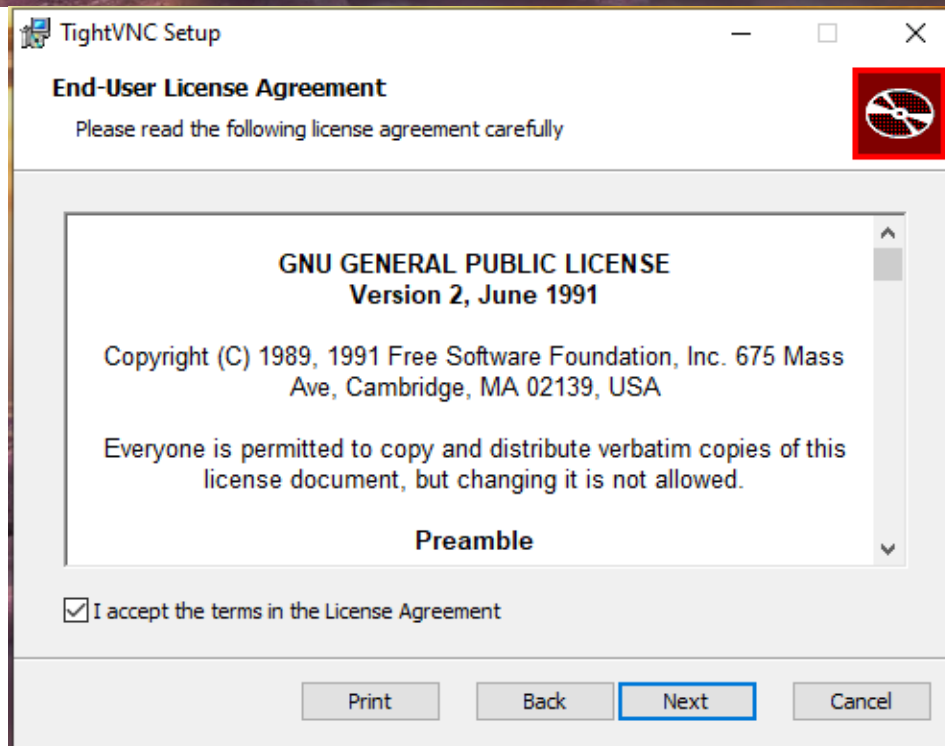 TightVNC Setup
End-User License Agreement
Please read the following license agreement carefully
GNU GENERAL PUBLIC LICENSE
Version 2, June 1991
Copyright (C) 1989, 1991 Free Software Foundation, Inc. 675 Mass
Ave, Cambridge, MA 02139, USA
Everyone is permitted to copy and distribute verbatim copies of this
license document, but changing it is not allowed.
Preamble
I accept the terms in the License Agreement
Print Back Next Cancel